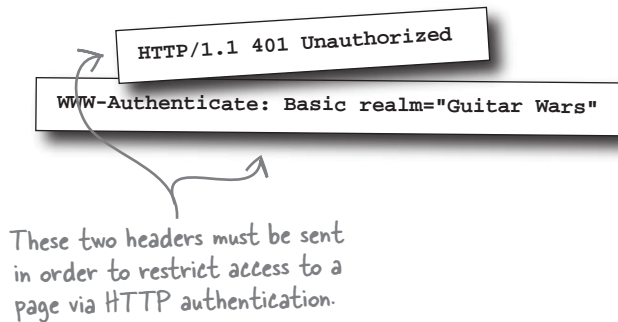 HTTP/1.1 401 Unauthorized
WWW-Authenticate: Basic realm="Guitar Wars"
These two headers must be sent
in order to restrict access to a
page via HTTP authentication.